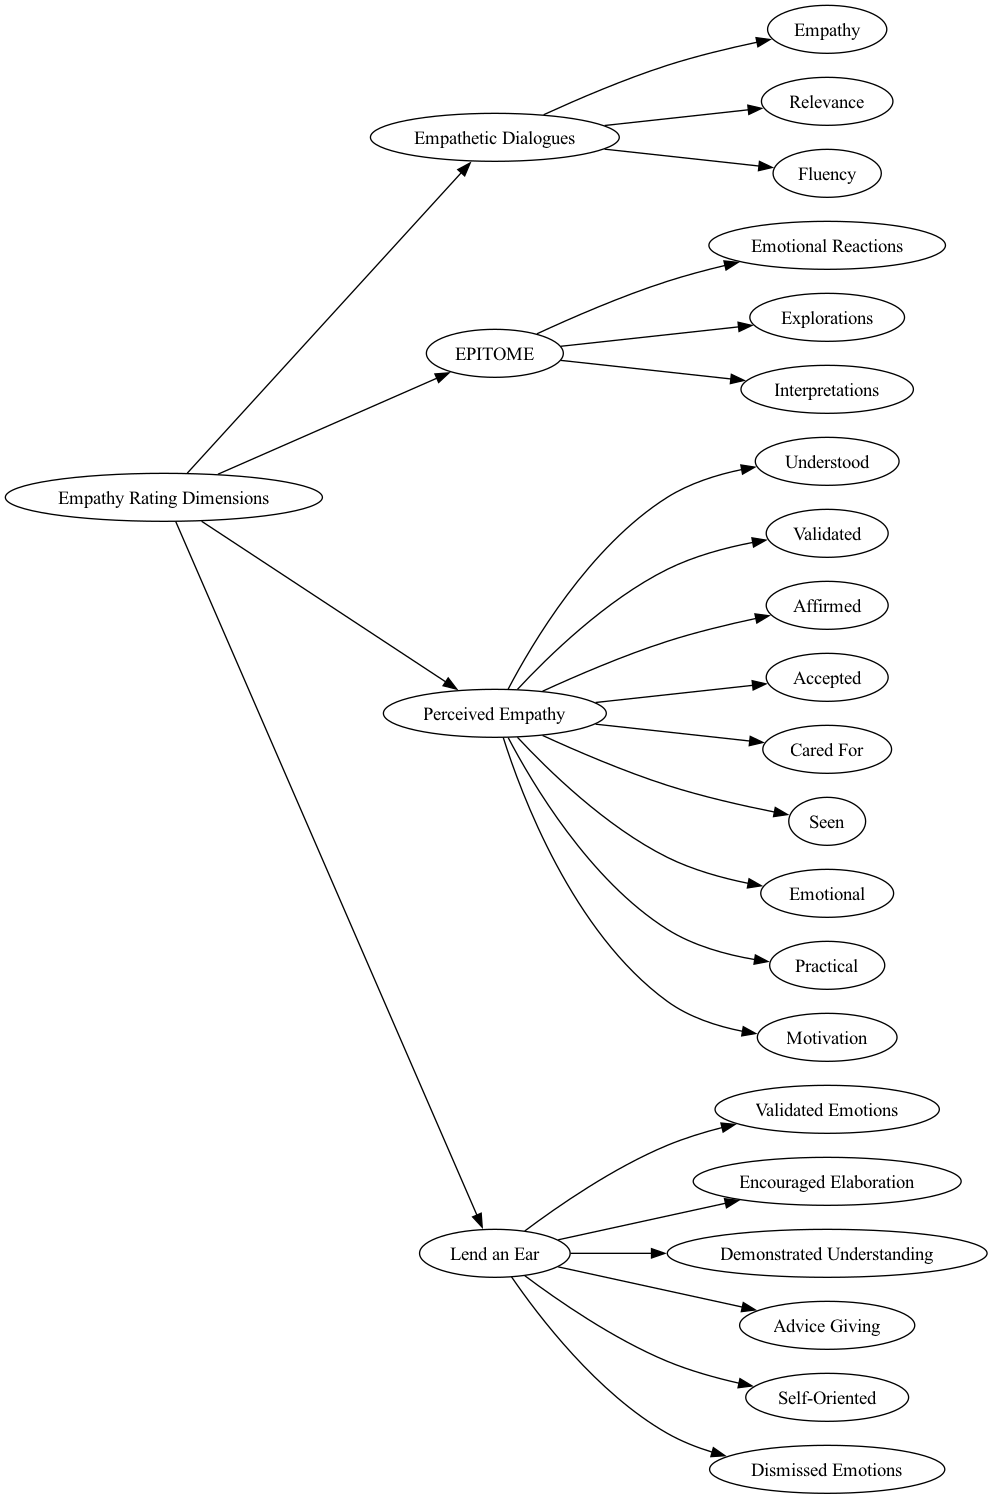 Empathy Rating Dimensions
Empathetic Dialogues
Empathy
Relevance
Fluency
EPITOME
Emotional Reactions
Explorations
Interpretations
Perceived Empathy
Understood
Validated
Affirmed
Accepted
Cared For
Seen
Emotional
Practical
Motivation
Lend an Ear
Validated Emotions
Encouraged Elaboration
Demonstrated Understanding
Advice Giving
Self-Oriented
Dismissed Emotions